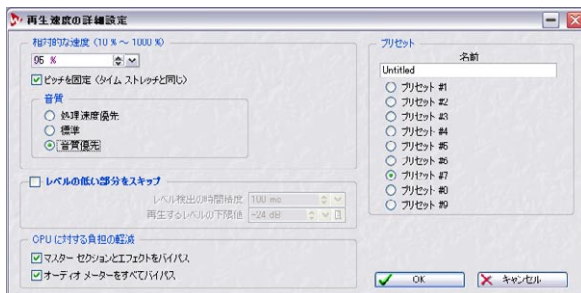 再生速度の詳細設定
相対的な速度 (10 % ～ 1000 %)
95 %
ピッチを固定 (タイム ストレッチと同じ)
音質
処理速度優先
標準
音質優先
レベルの低い部分をスキップ
レベル検出の時間精度 100 ms
再生するレベルの下限値 -24 dB
CPU に対する負担の軽減
マスター セクションとエフェクトをバイパス
オーディオ メーターをすべてバイパス
プリセット
名前
Untitled
プリセット #1
プリセット #2
プリセット #3
プリセット #4
プリセット #5
プリセット #6
プリセット #7
プリセット #8
プリセット #9
OK
キャンセル